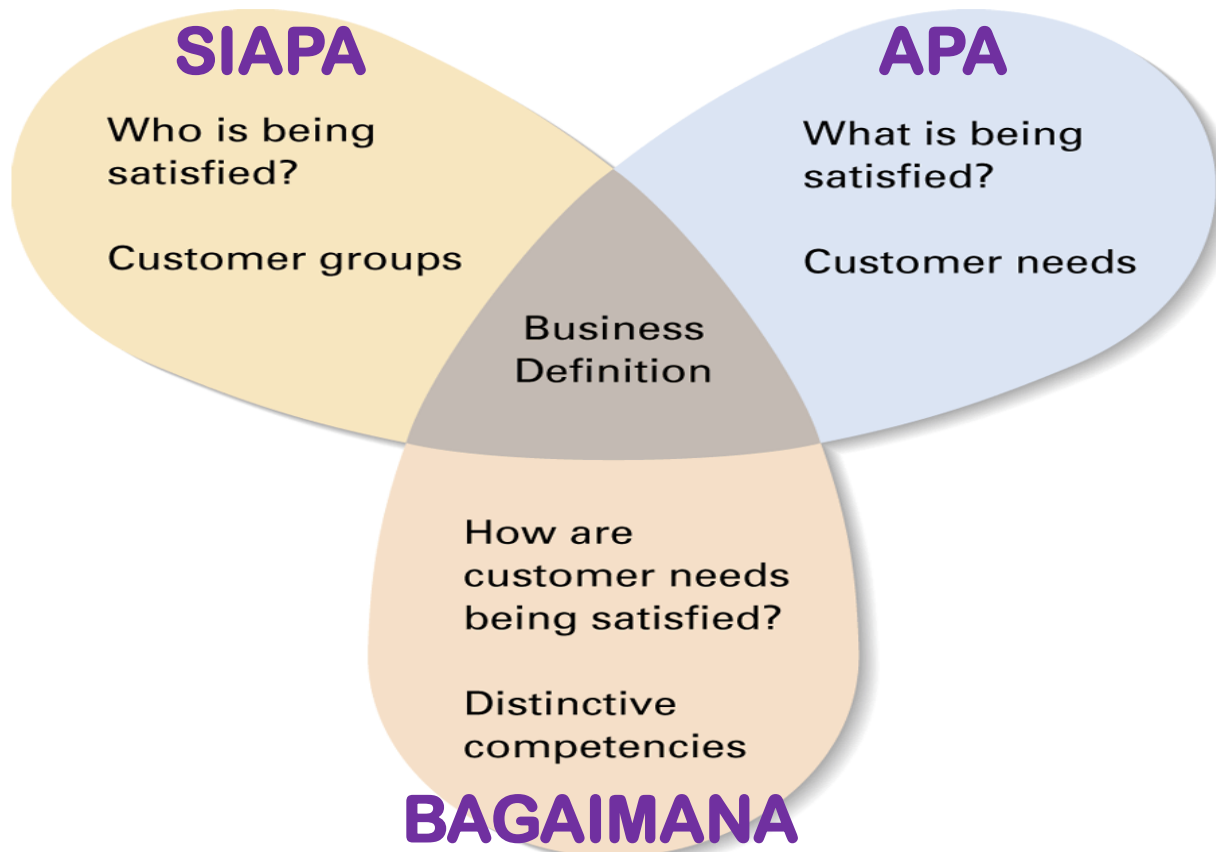 SIAPA
Who is being
satisfied?
Customer groups
APA
What is being
satisfied?
Customer needs
Business
Definition
How are
customer needs
being satisfied?
Distinctive
competencies
BAGAIMANA